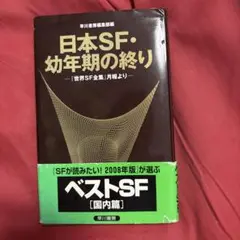 早川書房編集部編
日本SF・
幼年期の終り
―『世界SF全集』月報より―
『SFが読みたい!2008年版』が選ぶ
ベストSF
[国内篇]
早川書房